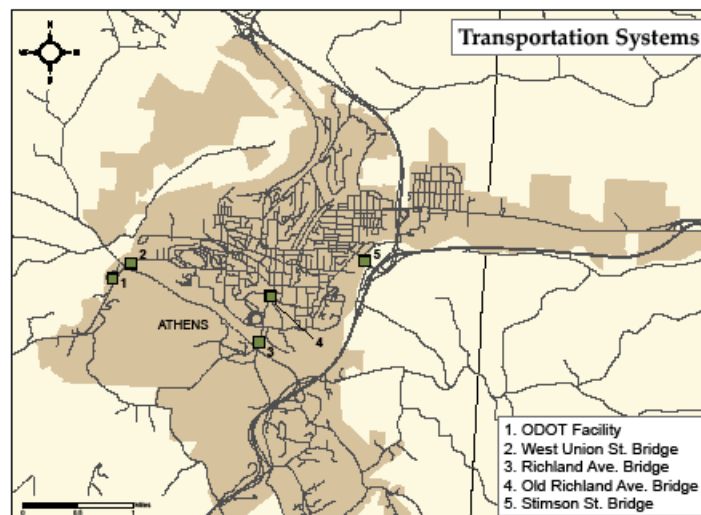 Transportation Systems
N
2
1
5
ATHENS
3
4
1. ODOT Facility
2. West Union St. Bridge
3. Richland Ave. Bridge
4. Old Richland Ave. Bridge
5. Stimson St. Bridge